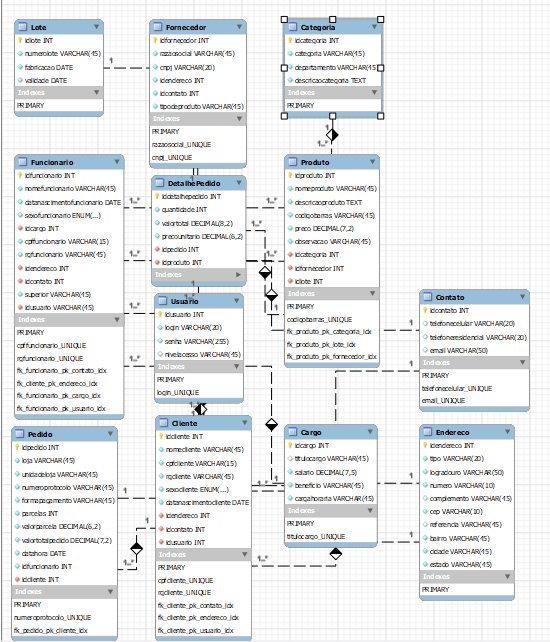 Lote
idlote INT
numerolote VARCHAR(45)
fabricacao DATE
validade DATE
Indexes
PRIMARY
Fornecedor
idfornecedor INT
razaosocial VARCHAR(45)
cnpj VARCHAR(20)
idendereco INT
idcontato INT
tipodeproduto VARCHAR(45)
Indexes
PRIMARY
razaosocial_UNIQUE
cnpj_UNIQUE
Categoria
idcategoria INT
categoria VARCHAR(45)
departamento VARCHAR(45)
descricaocategoria TEXT
Indexes
PRIMARY
Funcionario
idfuncionario INT
nomefuncionario VARCHAR(45)
datanascimentofuncionario DATE
sexofuncionario ENUM(...)
idcargo INT
cpffuncionario VARCHAR(15)
rgfuncionario VARCHAR(45)
idendereco INT
idcontato INT
superior VARCHAR(45)
idusuario VARCHAR(45)
Indexes
PRIMARY
cpffuncionario_UNIQUE
rgfuncionario_UNIQUE
fk_funcionario_pk_contato_idx
fk_cliente_pk_endereco_idx
fk_funcionario_pk_cargo_idx
fk_funcionario_pk_usuario_idx
DetalhePedido
iddetalhepedido INT
quantidade INT
valortotal DECIMAL(8,2)
precounitario DECIMAL(6,2)
idpedido INT
idproduto INT
Indexes
Produto
idproduto INT
nomeproduto VARCHAR(45)
descricaoproduto TEXT
codigobarras VARCHAR(45)
preco DECIMAL(7,2)
observacao VARCHAR(45)
idcategoria INT
idfornecedor INT
idlote INT
Indexes
PRIMARY
codigobarras_UNIQUE
fk_produto_pk_categoria_idx
fk_produto_pk_lote_idx
fk_produto_pk_fornecedor_idx
Usuario
idusuario INT
login VARCHAR(20)
senha VARCHAR(255)
nivelacesso VARCHAR(45)
Indexes
PRIMARY
login_UNIQUE
Contato
idcontato INT
telefonecelular VARCHAR(20)
telefoneresidencial VARCHAR(20)
email VARCHAR(50)
Indexes
PRIMARY
telefonecelular_UNIQUE
email_UNIQUE
Pedido
idpedido INT
loja VARCHAR(45)
unidadeloja VARCHAR(45)
numeroprotocolo VARCHAR(45)
formapagamento VARCHAR(45)
parcelas INT
valorparcela DECIMAL(6,2)
valortotalpedido DECIMAL(7,2)
datahora DATE
idfuncionario INT
idcliente INT
Indexes
PRIMARY
numeroprotocolo_UNIQUE
fk_pedido_pk_cliente_idx
Cliente
idcliente INT
nomecliente VARCHAR(45)
cpfcliente VARCHAR(15)
rgcliente VARCHAR(45)
sexocliente ENUM(...)
datanascimentocliente DATE
idendereco INT
idcontato INT
idusuario INT
Indexes
PRIMARY
cpfcliente_UNIQUE
rgcliente_UNIQUE
fk_cliente_pk_contato_idx
fk_cliente_pk_endereco_idx
fk_cliente_pk_usuario_idx
Cargo
idcargo INT
titulocargo VARCHAR(45)
salario DECIMAL(7,5)
beneficio VARCHAR(45)
cargahoraria VARCHAR(45)
Indexes
PRIMARY
titulocargo_UNIQUE
Endereco
idendereco INT
tipo VARCHAR(20)
logradouro VARCHAR(50)
numero VARCHAR(10)
complemento VARCHAR(45)
cep VARCHAR(10)
referencia VARCHAR(45)
bairro VARCHAR(45)
cidade VARCHAR(45)
estado VARCHAR(45)
Indexes
PRIMARY